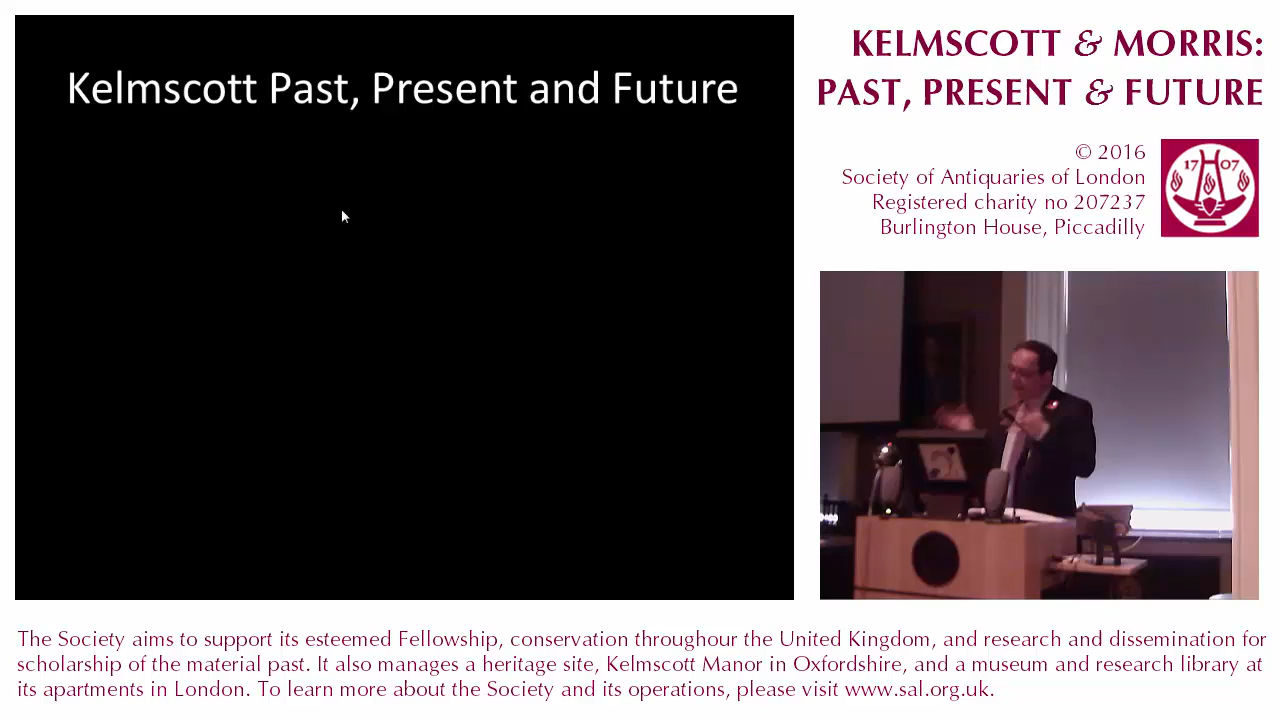 Kelmscott Past, Present and Future
KELMSCOTT & MORRIS:
PAST, PRESENT & FUTURE
© 2016
Society of Antiquaries of London
Registered charity no 207237
Burlington House, Piccadilly
17 07
The Society aims to support its esteemed Fellowship, conservation throughour the United Kingdom, and research and dissemination for
scholarship of the material past. It also manages a heritage site, Kelmscott Manor in Oxfordshire, and a museum and research library at
its apartments in London. To learn more about the Society and its operations, please visit www.sal.org.uk.